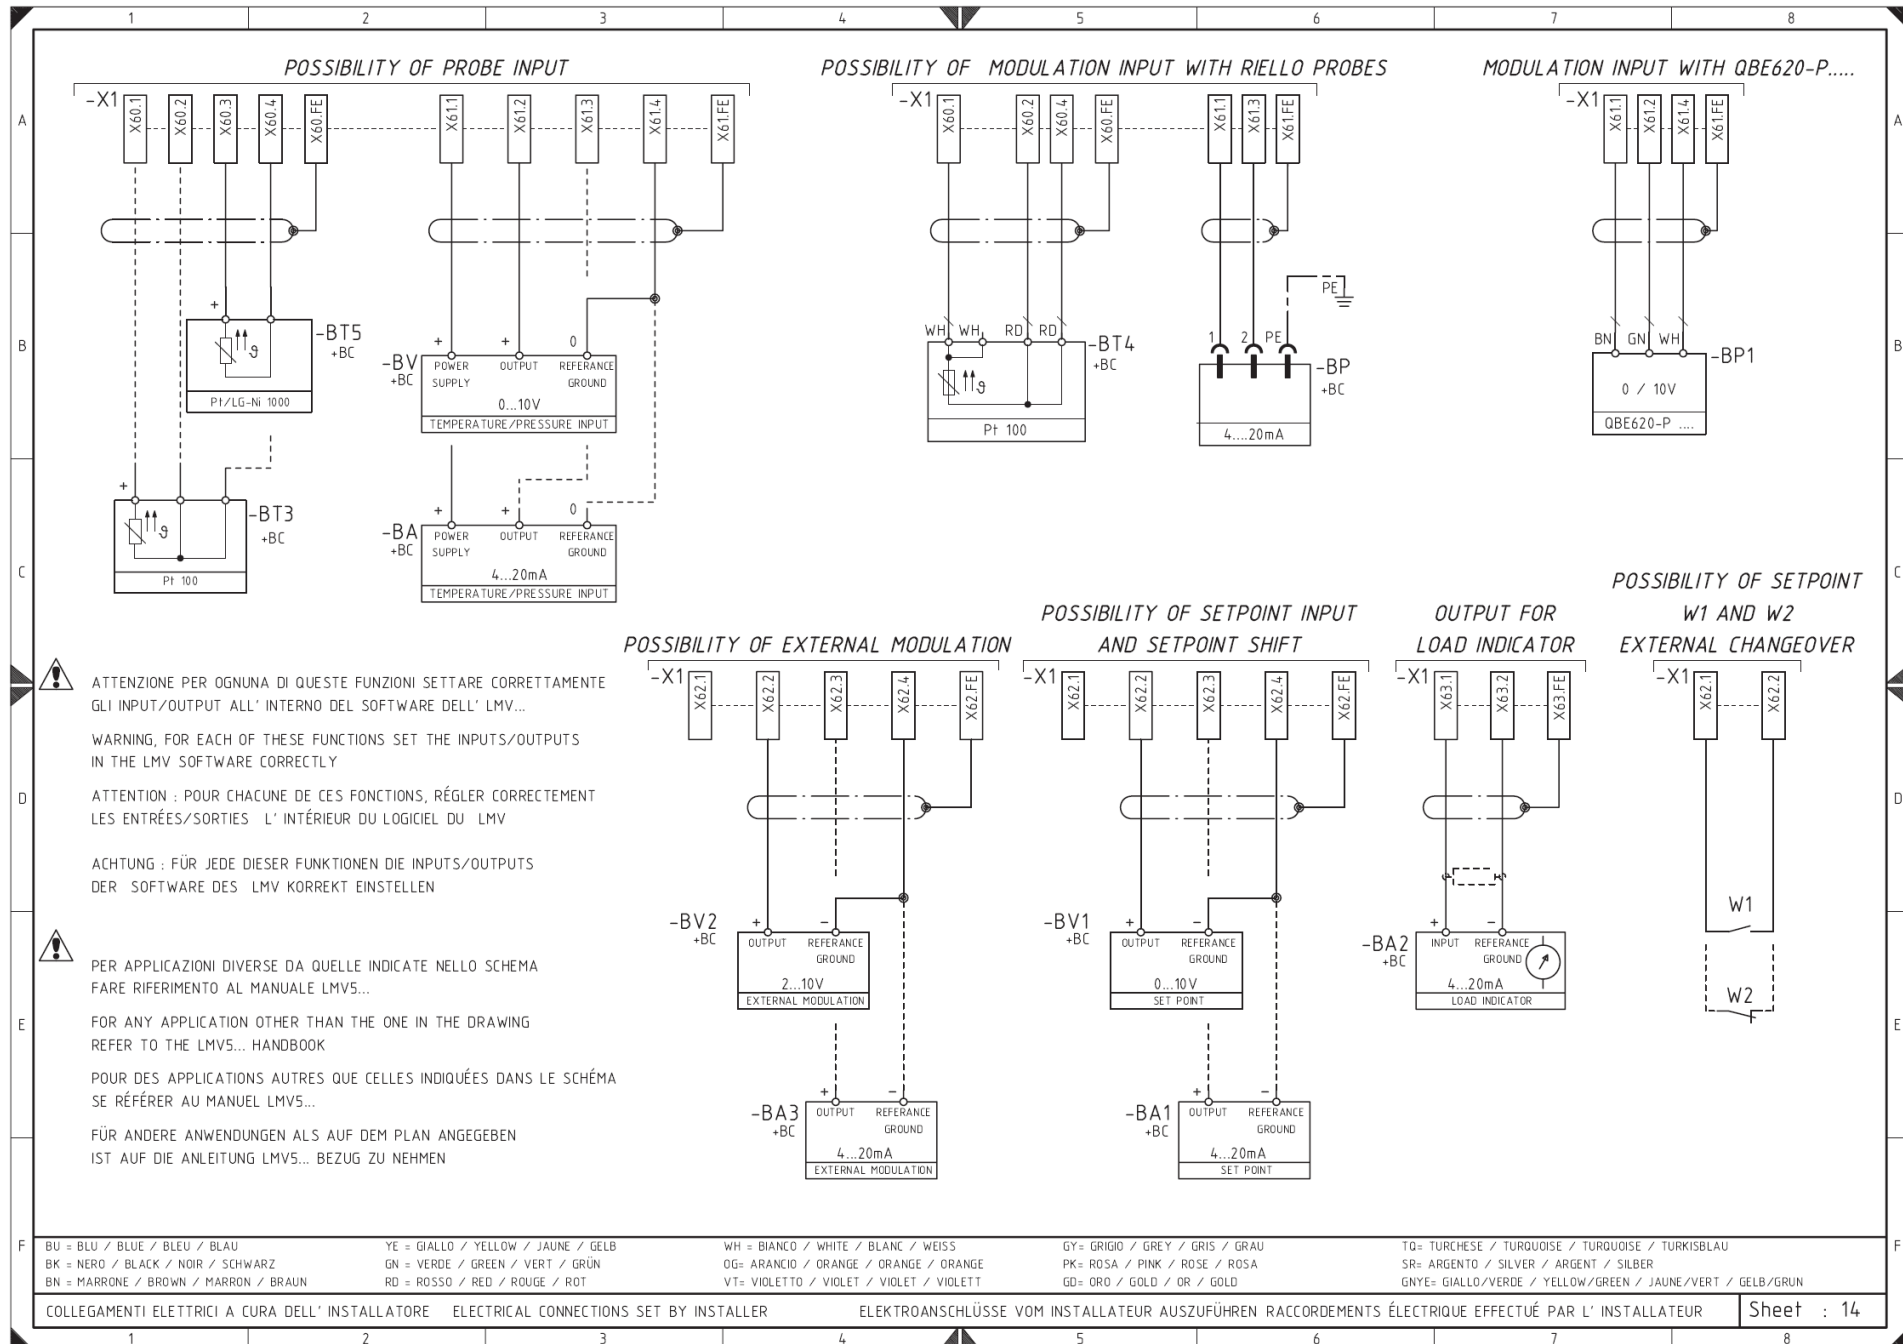 1 2 3 4 5 6 7 8
A A
B B
C C
D D
E E
F F
POSSIBILITY OF PROBE INPUT
-X1 X60.1 X60.2 X60.3 X60.4 X60.FE X61.1 X61.2 X61.3 X61.4 X61.FE
+
-BT5
+BC
ϑ
Pt/LG-Ni 1000
+
-BT3
+BC
ϑ
Pt 100
-BV
+BC
+ + 0
POWER SUPPLY OUTPUT REFERANCE GROUND
0...10V
TEMPERATURE/PRESSURE INPUT
-BA
+BC
+ + 0
POWER SUPPLY OUTPUT REFERANCE GROUND
4...20mA
TEMPERATURE/PRESSURE INPUT
POSSIBILITY OF MODULATION INPUT WITH RIELLO PROBES
-X1 X60.1 X60.2 X60.4 X60.FE X61.1 X61.3 X61.FE
WH WH RD RD
-BT4
+BC
ϑ
Pt 100
PE
1 2 PE
-BP
+BC
4....20mA
MODULATION INPUT WITH QBE620-P.....
-X1 X61.1 X61.2 X61.4 X61.FE
BN GN WH
-BP1
0 / 10V
QBE620-P ....
POSSIBILITY OF EXTERNAL MODULATION
-X1 X62.1 X62.2 X62.3 X62.4 X62.FE
-BV2
+BC
+ -
OUTPUT REFERANCE GROUND
2...10V
EXTERNAL MODULATION
-BA3
+BC
+ -
OUTPUT REFERANCE GROUND
4...20mA
EXTERNAL MODULATION
POSSIBILITY OF SETPOINT INPUT
AND SETPOINT SHIFT
-X1 X62.1 X62.2 X62.3 X62.4 X62.FE
-BV1
+BC
+ -
OUTPUT REFERANCE GROUND
0...10V
SET POINT
-BA1
+BC
+ -
OUTPUT REFERANCE GROUND
4...20mA
SET POINT
OUTPUT FOR
LOAD INDICATOR
-X1 X63.1 X63.2 X63.FE
-BA2
+BC
+ -
INPUT REFERANCE GROUND
4...20mA
LOAD INDICATOR
POSSIBILITY OF SETPOINT
W1 AND W2
EXTERNAL CHANGEOVER
-X1 X62.1 X62.2
W1
W2
ATTENZIONE PER OGNUNA DI QUESTE FUNZIONI SETTARE CORRETTAMENTE
GLI INPUT/OUTPUT ALL' INTERNO DEL SOFTWARE DELL' LMV...
WARNING, FOR EACH OF THESE FUNCTIONS SET THE INPUTS/OUTPUTS
IN THE LMV SOFTWARE CORRECTLY
ATTENTION : POUR CHACUNE DE CES FONCTIONS, RÉGLER CORRECTEMENT
LES ENTRÉES/SORTIES L' INTÉRIEUR DU LOGICIEL DU LMV
ACHTUNG : FÜR JEDE DIESER FUNKTIONEN DIE INPUTS/OUTPUTS
DER SOFTWARE DES LMV KORREKT EINSTELLEN
PER APPLICAZIONI DIVERSE DA QUELLE INDICATE NELLO SCHEMA
FARE RIFERIMENTO AL MANUALE LMV5...
FOR ANY APPLICATION OTHER THAN THE ONE IN THE DRAWING
REFER TO THE LMV5... HANDBOOK
POUR DES APPLICATIONS AUTRES QUE CELLES INDIQUÉES DANS LE SCHÉMA
SE RÉFÉRER AU MANUEL LMV5...
FÜR ANDERE ANWENDUNGEN ALS AUF DEM PLAN ANGEGEBEN
IST AUF DIE ANLEITUNG LMV5... BEZUG ZU NEHMEN
BU = BLU / BLUE / BLEU / BLAU
BK = NERO / BLACK / NOIR / SCHWARZ
BN = MARRONE / BROWN / MARRON / BRAUN
YE = GIALLO / YELLOW / JAUNE / GELB
GN = VERDE / GREEN / VERT / GRÜN
RD = ROSSO / RED / ROUGE / ROT
WH = BIANCO / WHITE / BLANC / WEISS
OG= ARANCIO / ORANGE / ORANGE / ORANGE
VT= VIOLETTO / VIOLET / VIOLET / VIOLETT
GY= GRIGIO / GREY / GRIS / GRAU
PK= ROSA / PINK / ROSE / ROSA
GD= ORO / GOLD / OR / GOLD
TQ= TURCHESE / TURQUOISE / TURQUOISE / TURKISBLAU
SR= ARGENTO / SILVER / ARGENT / SILBER
GNYE= GIALLO/VERDE / YELLOW/GREEN / JAUNE/VERT / GELB/GRUN
COLLEGAMENTI ELETTRICI A CURA DELL' INSTALLATORE ELECTRICAL CONNECTIONS SET BY INSTALLER ELEKTROANSCHLÜSSE VOM INSTALLATEUR AUSZUFÜHREN RACCORDEMENTS ÉLECTRIQUE EFFECTUÉ PAR L' INSTALLATEUR
Sheet : 14
1 2 3 4 5 6 7 8